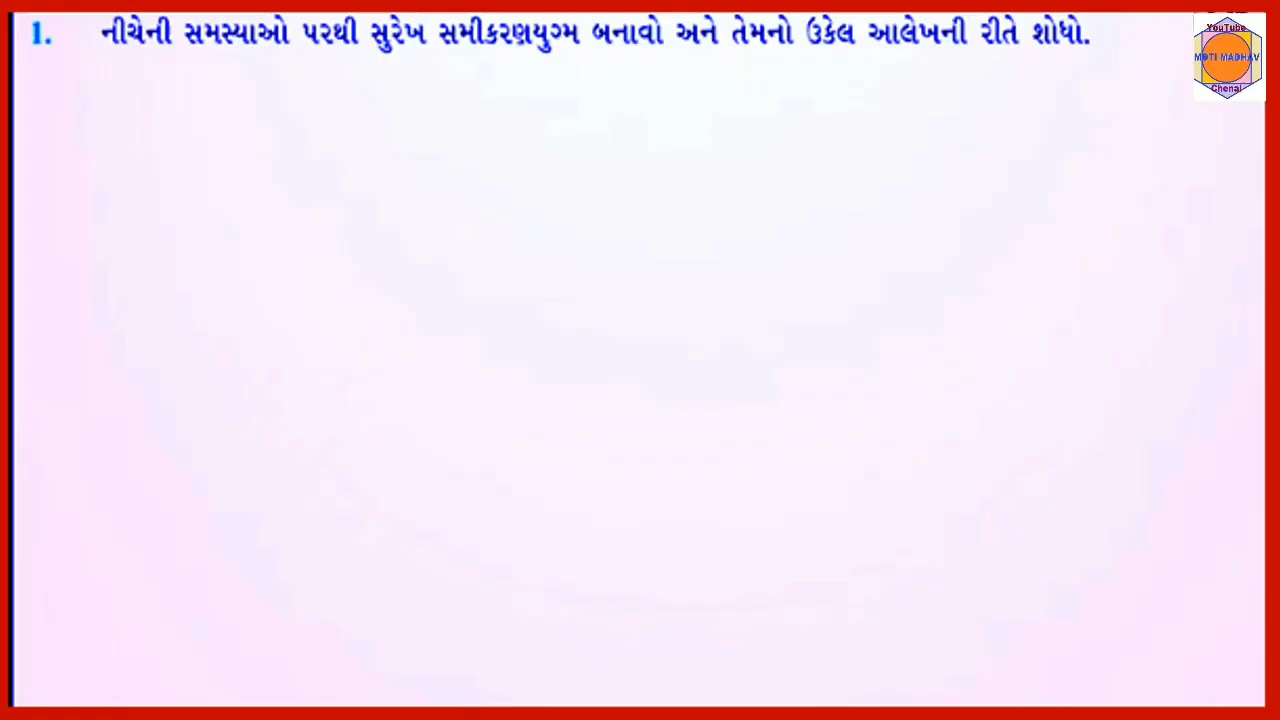 1. નીચેની સમસ્યાઓ પરથી સુરેખ સમીકરણયુગ્મ બનાવો અને તેમનો ઉકેલ આલેખની રીતે શોધો.
YouTube
MOTI MADHAV
Chenal